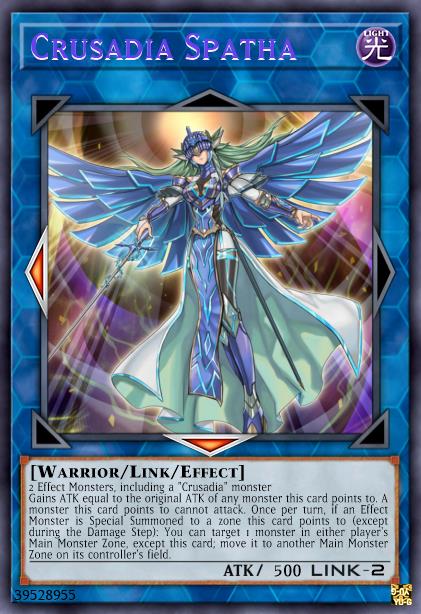 Crusadia Spatha
LIGHT
光
[Warrior/Link/Effect]
2 Effect Monsters, including a "Crusadia" monster
Gains ATK equal to the original ATK of any monster this card points to. A
monster this card points to cannot attack. Once per turn, if an Effect
Monster is Special Summoned to a zone this card points to (except
during the Damage Step): You can target 1 monster in either player's
Main Monster Zone, except this card; move it to another Main Monster
Zone on its controller's field.
ATK/ 500 LINK-2
39528955